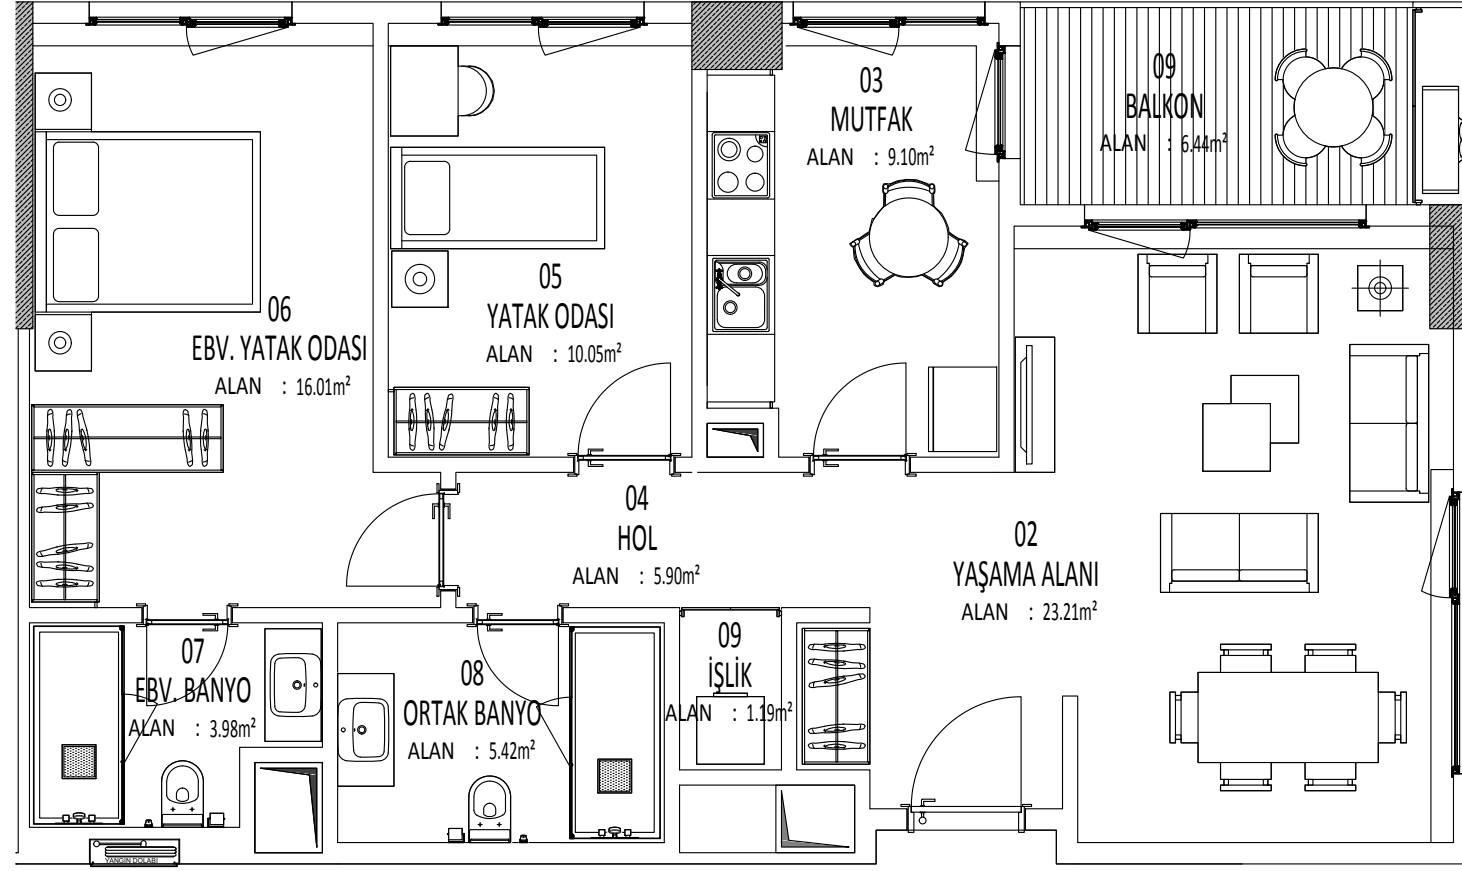 03
MUTFAK
ALAN : 9.10m²
09
BALKON
ALAN : 6.44m²
06
EBV. YATAK ODASI
ALAN : 16.01m²
05
YATAK ODASI
ALAN : 10.05m²
04
HOL
ALAN : 5.90m²
02
YAŞAMA ALANI
ALAN : 23.21m²
07
EBV. BANYO
ALAN : 3.98m²
08
ORTAK BANYO
ALAN : 5.42m²
09
İŞLİK
ALAN : 1.19m²
YANGIN DOLABI